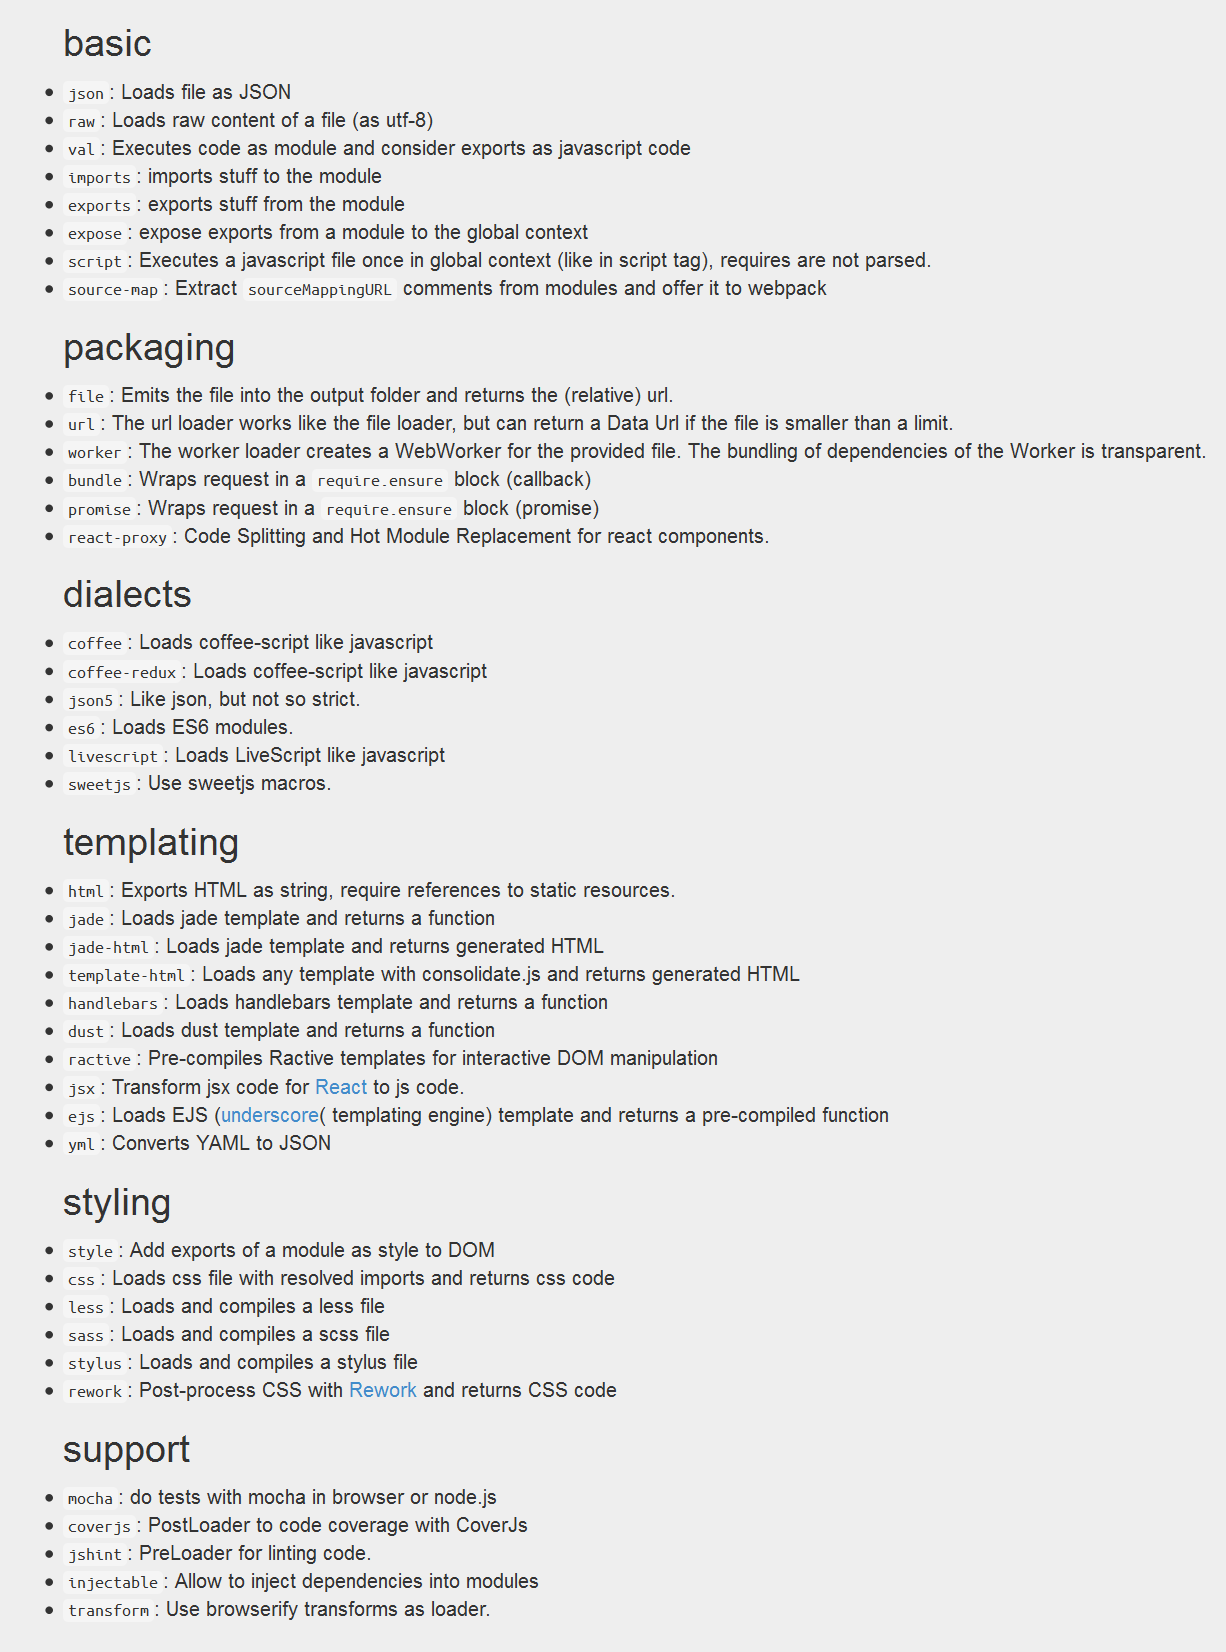 basic
json : Loads file as JSON
raw : Loads raw content of a file (as utf-8)
val : Executes code as module and consider exports as javascript code
imports : imports stuff to the module
exports : exports stuff from the module
expose : expose exports from a module to the global context
script : Executes a javascript file once in global context (like in script tag), requires are not parsed.
source-map : Extract sourceMappingURL comments from modules and offer it to webpack
packaging
file : Emits the file into the output folder and returns the (relative) url.
url : The url loader works like the file loader, but can return a Data Url if the file is smaller than a limit.
worker : The worker loader creates a WebWorker for the provided file. The bundling of dependencies of the Worker is transparent.
bundle : Wraps request in a require.ensure block (callback)
promise : Wraps request in a require.ensure block (promise)
react-proxy : Code Splitting and Hot Module Replacement for react components.
dialects
coffee : Loads coffee-script like javascript
coffee-redux : Loads coffee-script like javascript
json5 : Like json, but not so strict.
es6 : Loads ES6 modules.
livescript : Loads LiveScript like javascript
sweetjs : Use sweetjs macros.
templating
html : Exports HTML as string, require references to static resources.
jade : Loads jade template and returns a function
jade-html : Loads jade template and returns generated HTML
template-html : Loads any template with consolidate.js and returns generated HTML
handlebars : Loads handlebars template and returns a function
dust : Loads dust template and returns a function
ractive : Pre-compiles Ractive templates for interactive DOM manipulation
jsx : Transform jsx code for React to js code.
ejs : Loads EJS (underscore( templating engine) template and returns a pre-compiled function
yml : Converts YAML to JSON
styling
style : Add exports of a module as style to DOM
css : Loads css file with resolved imports and returns css code
less : Loads and compiles a less file
sass : Loads and compiles a scss file
stylus : Loads and compiles a stylus file
rework : Post-process CSS with Rework and returns CSS code
support
mocha : do tests with mocha in browser or node.js
coverjs : PostLoader to code coverage with CoverJs
jshint : PreLoader for linting code.
injectable : Allow to inject dependencies into modules
transform : Use browserify transforms as loader.